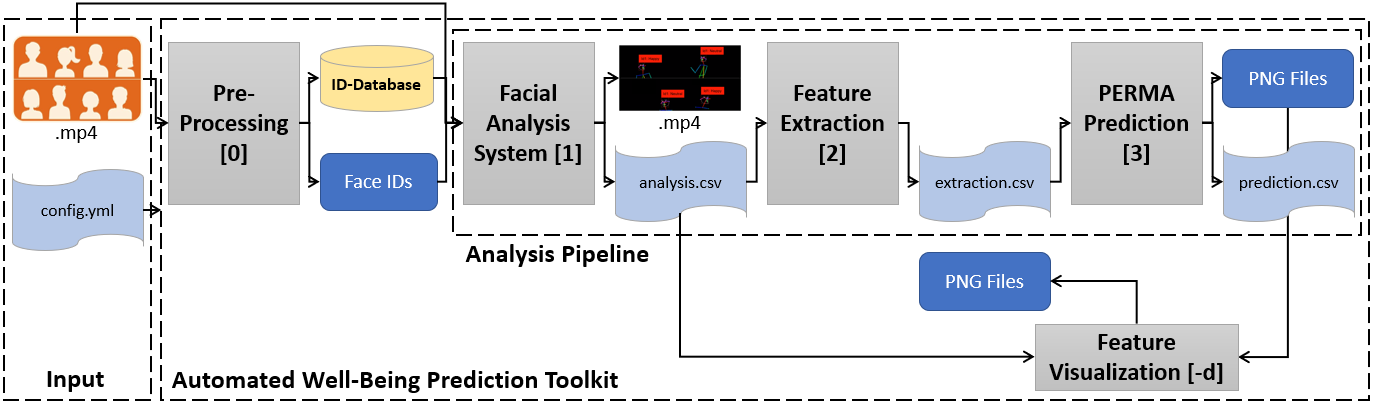 .mp4
config.yml
Input
Pre-
Processing
[0]
ID-Database
Face IDs
Facial
Analysis
System [1]
.mp4
analysis.csv
Feature
Extraction
[2]
extraction.csv
PERMA
Prediction
[3]
PNG Files
prediction.csv
Analysis Pipeline
PNG Files
Feature
Visualization [-d]
Automated Well-Being Prediction Toolkit